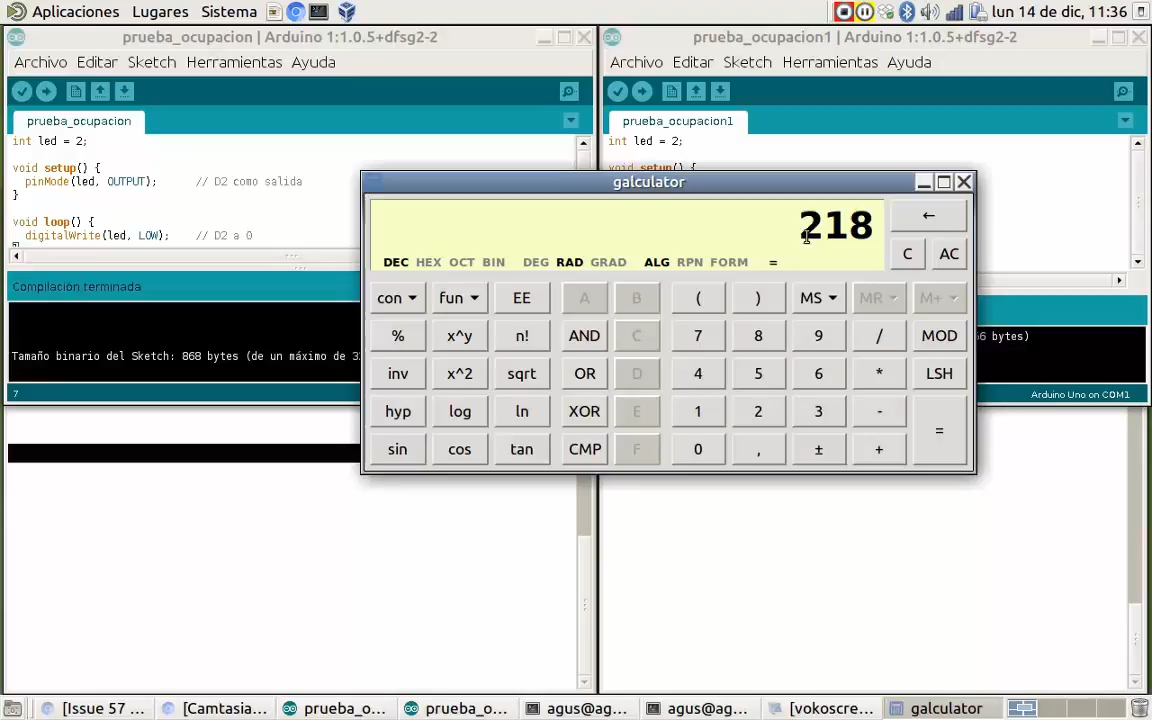 Aplicaciones Lugares Sistema lun 14 de dic, 11:36
prueba_ocupacion | Arduino 1:1.0.5+dfsg2-2
Archivo Editar Sketch Herramientas Ayuda
prueba_ocupacion
int led = 2;
void setup() {
pinMode(led, OUTPUT); // D2 como salida
}
void loop() {
digitalWrite(led, LOW); // D2 a 0
Compilación terminada
Tamaño binario del Sketch: 868 bytes (de un máximo de 3
7
prueba_ocupacion1 | Arduino 1:1.0.5+dfsg2-2
Archivo Editar Sketch Herramientas Ayuda
prueba_ocupacion1
int led = 2;
void setup() {
6 bytes)
Arduino Uno on COM1
galculator
218
DEC HEX OCT BIN DEG RAD GRAD ALG RPN FORM =
← C AC
con fun EE A B ( ) MS MR M+
% x^y n! AND C 7 8 9 / MOD
inv x^2 sqrt OR D 4 5 6 * LSH
hyp log ln XOR E 1 2 3 - =
sin cos tan CMP F 0 , ± +
[Issue 57 ... [Camtasia... prueba_o... prueba_o... agus@ag... agus@ag... [vokoscre... galculator